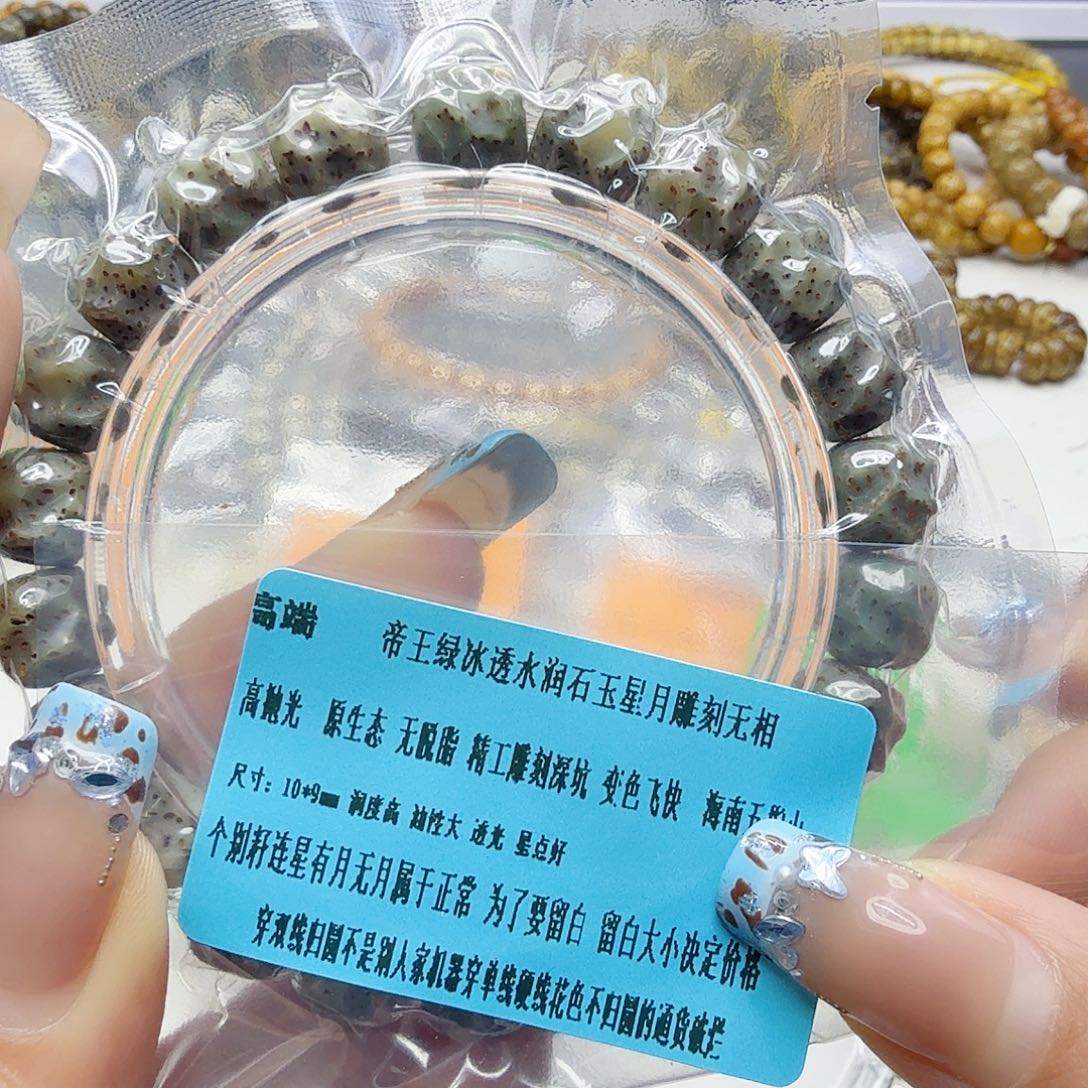 高端
帝王绿冰透水润石玉星月雕刻无相
高抛光 原生态 无脱脂 精工雕刻深坑 变色飞快 海南五
尺寸：10*9mm 润度高 油性大 透光 星点好
个别籽连星有月无月属于正常 为了要留白 留白大小决定价格
穿双线归圆不是别人家机器穿单线硬线花色不归圆的通货破烂